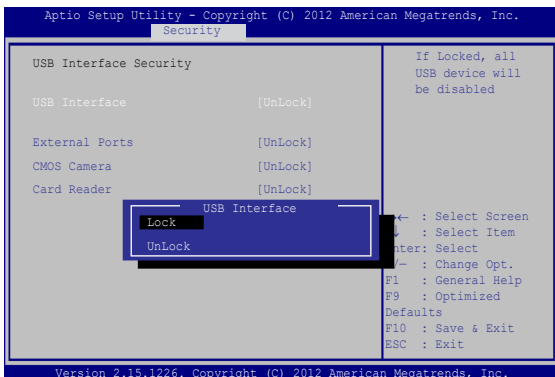 Aptio Setup Utility - Copyright (C) 2012 American Megatrends, Inc.
Security
USB Interface Security
USB Interface [UnLock]
External Ports [UnLock]
CMOS Camera [UnLock]
Card Reader [UnLock]
USB Interface
Lock
UnLock
If Locked, all
USB device will
be disabled
→← : Select Screen
↓ : Select Item
nter: Select
/— : Change Opt.
F1 : General Help
F9 : Optimized
Defaults
F10 : Save & Exit
ESC : Exit
Version 2.15.1226. Copyright (C) 2012 American Megatrends, Inc.